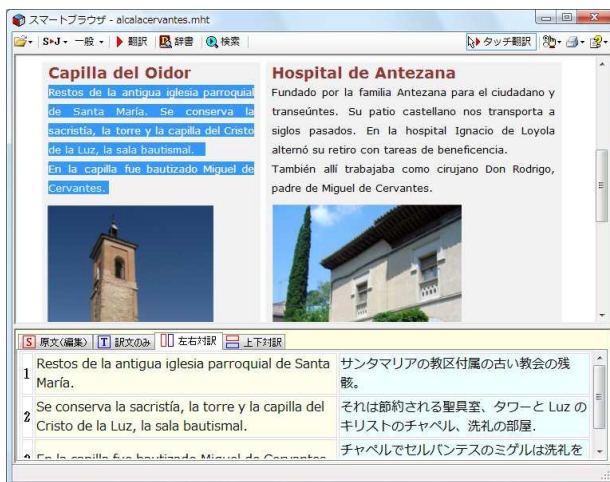 スマートブラウザ - alcalacervantes.mht
S▸J 一般 翻訳 辞書 検索 タッチ翻訳
Capilla del Oidor
Restos de la antigua iglesia parroquial
de Santa María. Se conserva la
sacristía, la torre y la capilla del Cristo
de la Luz, la sala bautismal.
En la capilla fue bautizado Miguel de
Cervantes.
Hospital de Antezana
Fundado por la familia Antezana para el ciudadano y
transeúntes. Su patio castellano nos transporta a
siglos pasados. En la hospital Ignacio de Loyola
alternó su retiro con tareas de beneficencia.
También allí trabajaba como cirujano Don Rodrigo,
padre de Miguel de Cervantes.
S 原文(編集) T 訳文のみ 左右対訳 上下対訳
1
Restos de la antigua iglesia parroquial de Santa
María.
サンタマリアの教区付属の古い教会の残
骸。
2
Se conserva la sacristía, la torre y la capilla del
Cristo de la Luz, la sala bautismal.
それは節約される聖具室、タワーと Luz の
キリストのチャペル、洗礼の部屋.
En la capilla fue bautizado Miguel de Cervantes
チャペルでセルバンテスのミゲルは洗礼を